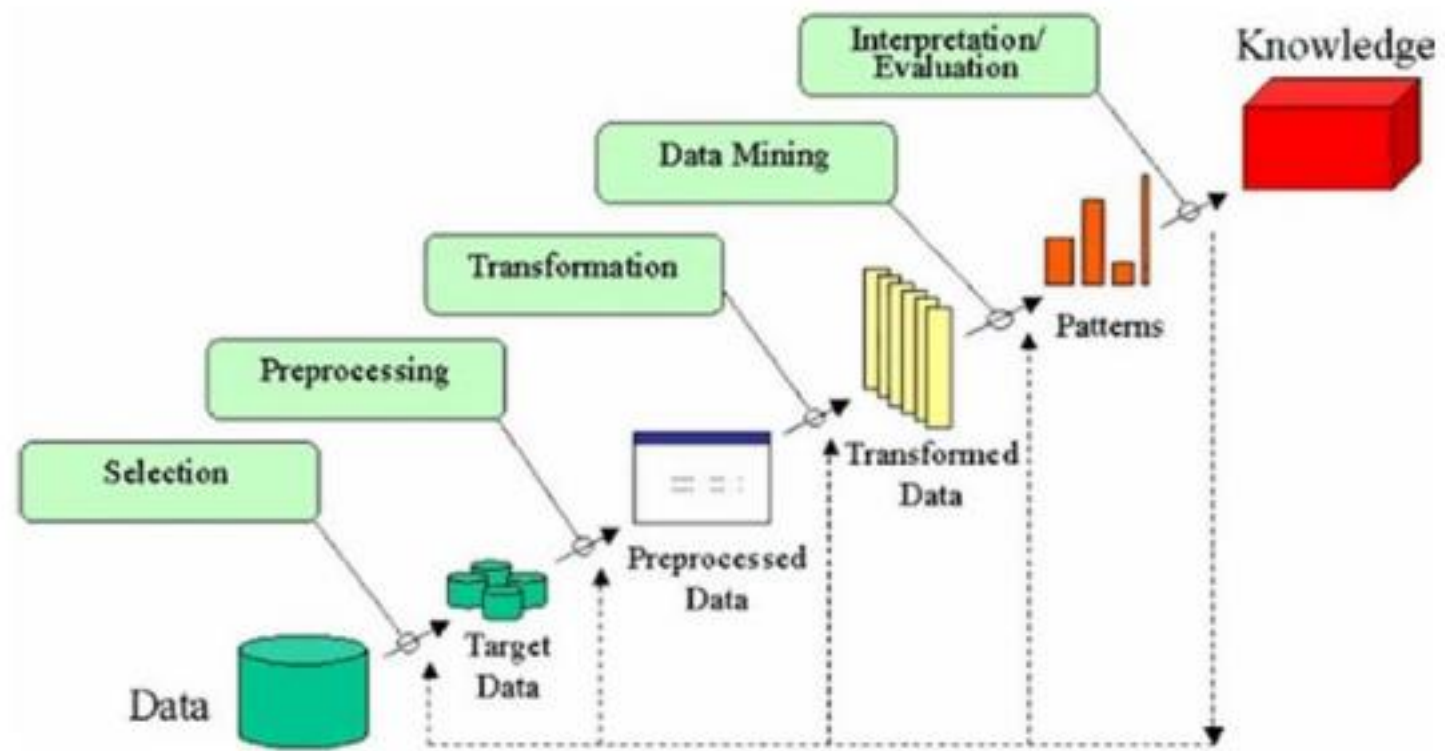 Interpretation/
Evaluation
Knowledge
Data Mining
Transformation
Patterns
Preprocessing
Transformed
Data
Selection
Preprocessed
Data
Target
Data
Data